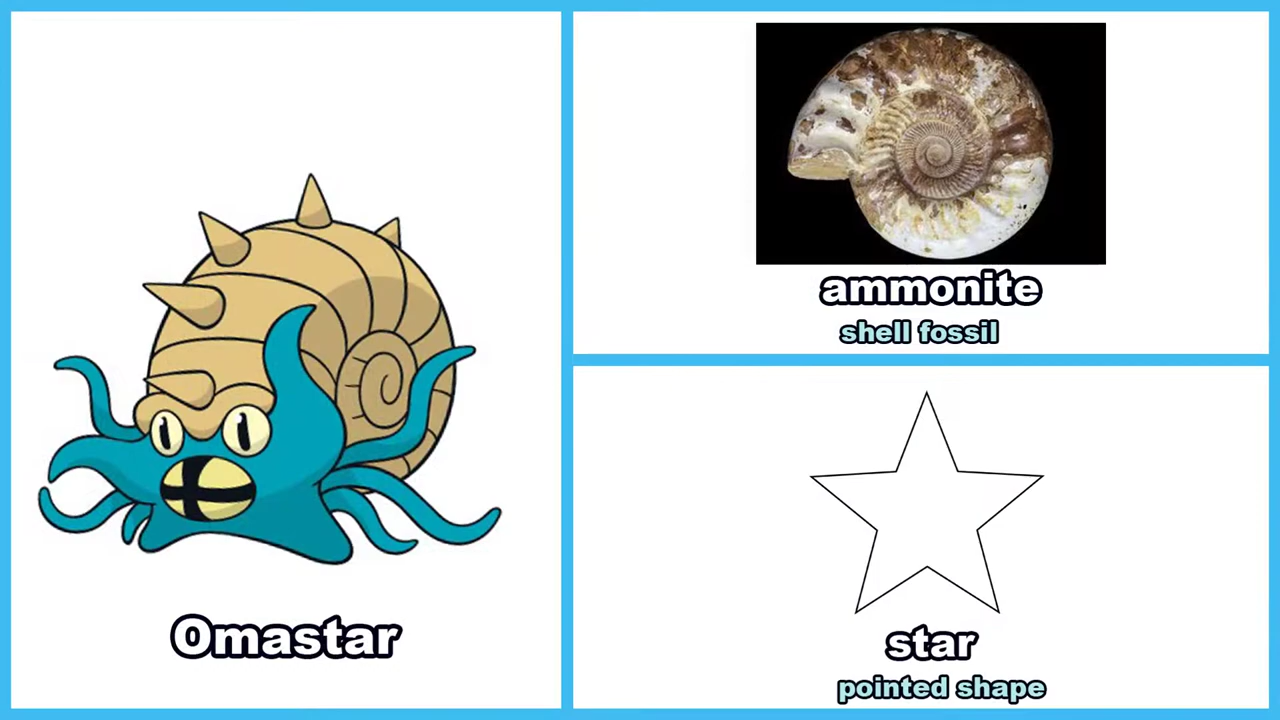 Omastar
ammonite
shell fossil
star
pointed shape